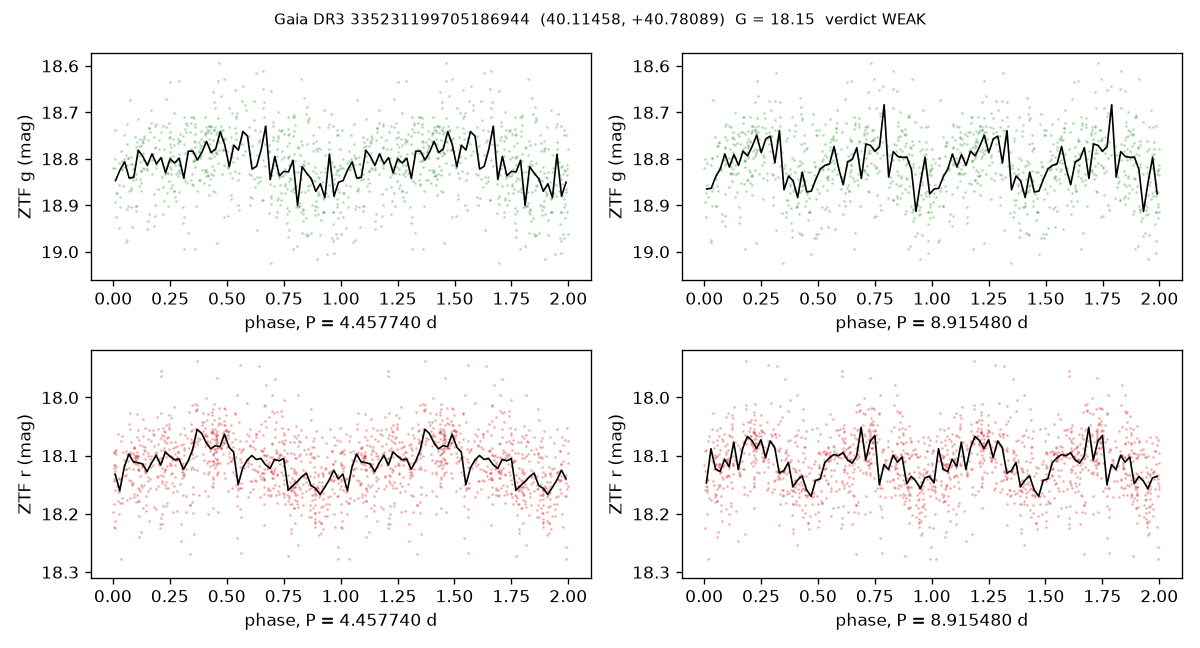 Gaia DR3 335231199705186944 (40.11458, +40.78089) G = 18.15 verdict WEAK
ZTF g (mag)
18.6
18.7
18.8
18.9
19.0
0.00 0.25 0.50 0.75 1.00 1.25 1.50 1.75 2.00
phase, P = 4.457740 d
ZTF g (mag)
18.6
18.7
18.8
18.9
19.0
0.00 0.25 0.50 0.75 1.00 1.25 1.50 1.75 2.00
phase, P = 8.915480 d
ZTF r (mag)
18.0
18.1
18.2
18.3
0.00 0.25 0.50 0.75 1.00 1.25 1.50 1.75 2.00
phase, P = 4.457740 d
ZTF r (mag)
18.0
18.1
18.2
18.3
0.00 0.25 0.50 0.75 1.00 1.25 1.50 1.75 2.00
phase, P = 8.915480 d